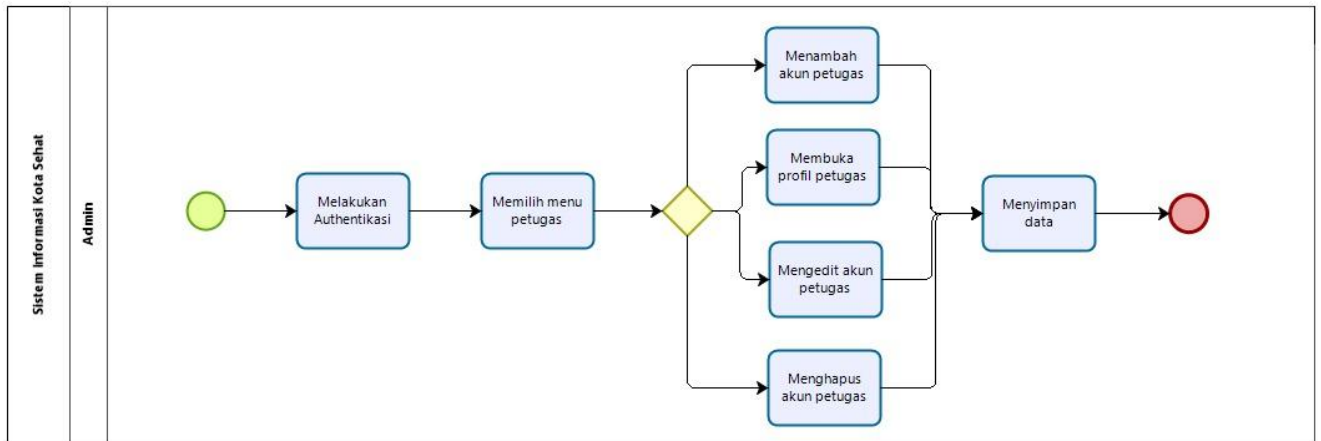 Sistem Informasi Kota Sehat
Admin
Melakukan
Authentikasi
Memilih menu
petugas
Menambah
akun petugas
Membuka
profil petugas
Mengedit akun
petugas
Menghapus
akun petugas
Menyimpan
data